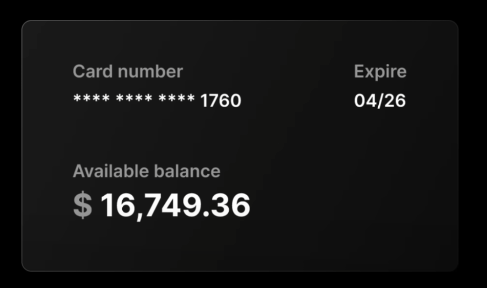 Card number
**** **** **** 1760
Expire
04/26
Available balance
$ 16,749.36